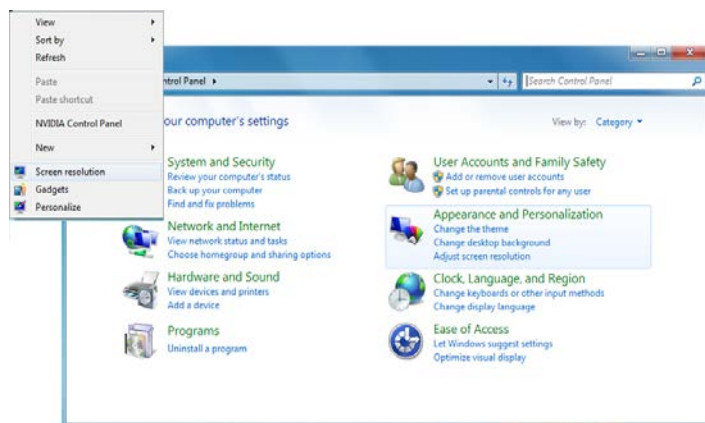 View
Sort by
Refresh
Paste
Paste shortcut
NVIDIA Control Panel
New
Screen resolution
Gadgets
Personalize
ntrol Panel
Search Control Panel
our computer's settings
View by: Category
System and Security
Review your computer's status
Back up your computer
Find and fix problems
Network and Internet
View network status and tasks
Choose homegroup and sharing options
Hardware and Sound
View devices and printers
Add a device
Programs
Uninstall a program
User Accounts and Family Safety
Add or remove user accounts
Set up parental controls for any user
Appearance and Personalization
Change the theme
Change desktop background
Adjust screen resolution
Clock, Language, and Region
Change keyboards or other input methods
Change display language
Ease of Access
Let Windows suggest settings
Optimize visual display